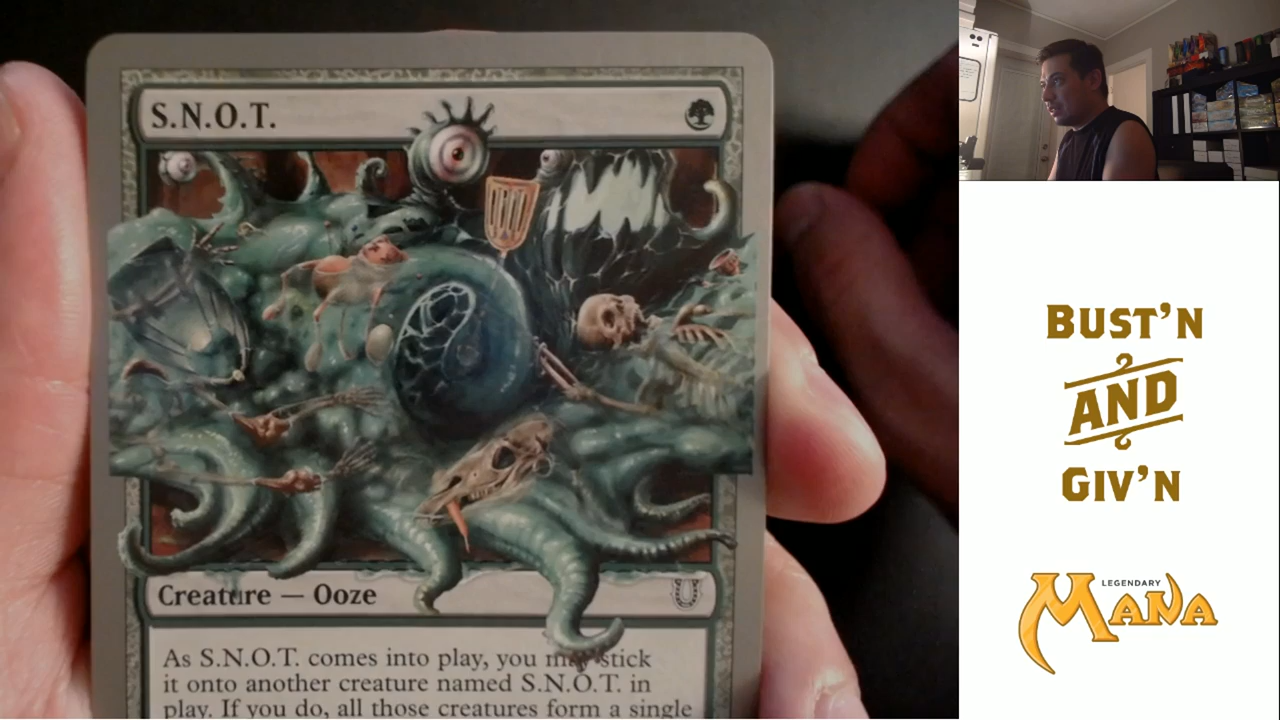 S.N.O.T.
Creature — Ooze
As S.N.O.T. comes into play, you may stick
it onto another creature named S.N.O.T. in
play. If you do, all those creatures form a single
BUST'N
AND
GIV'N
LEGENDARY
MANA